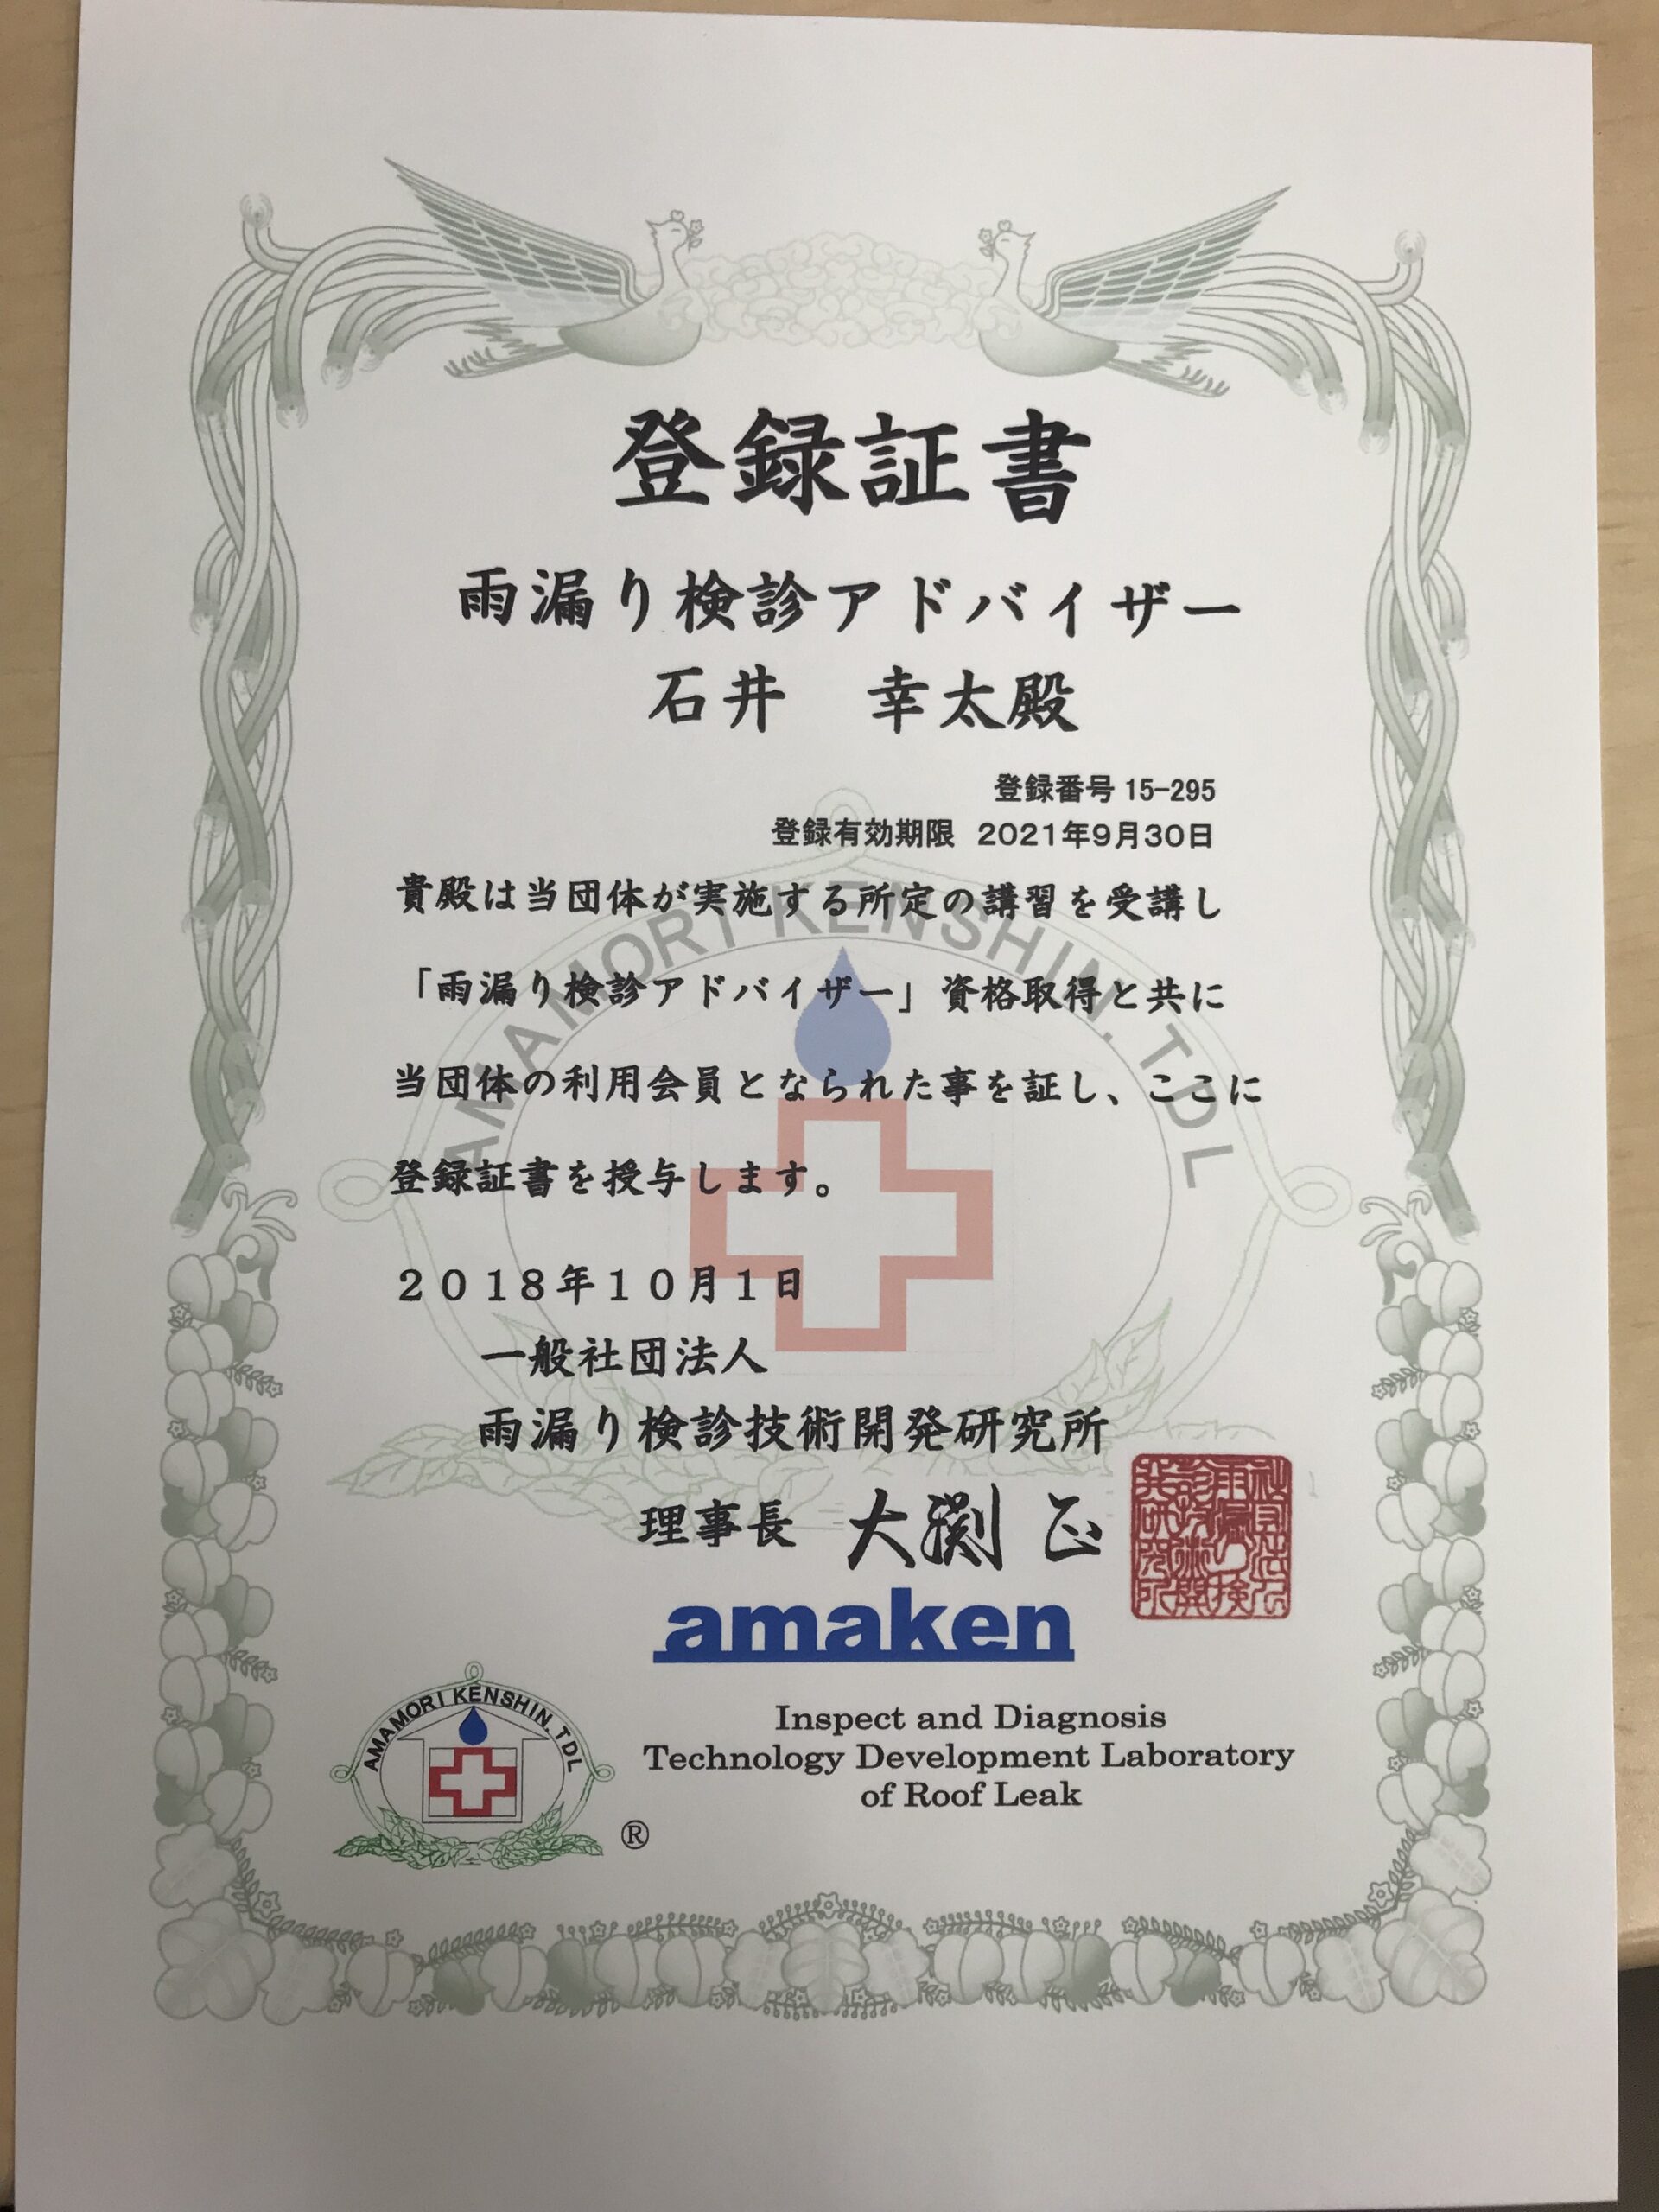 登録証書
雨漏り検診アドバイザー
石井　幸太殿
登録番号 15-295
登録有効期限 2021年9月30日
貴殿は当団体が実施する所定の講習を受講し
「雨漏り検診アドバイザー」資格取得と共に
当団体の利用会員となられた事を証し、ここに
登録証書を授与します。
２０１８年１０月１日
一般社団法人
雨漏り検診技術開発研究所
理事長 大渕 正
amaken
AMAMORI KENSHIN.TDL
AMAMORI KENSHIN.TDL
®
Inspect and Diagnosis
Technology Development Laboratory
of Roof Leak